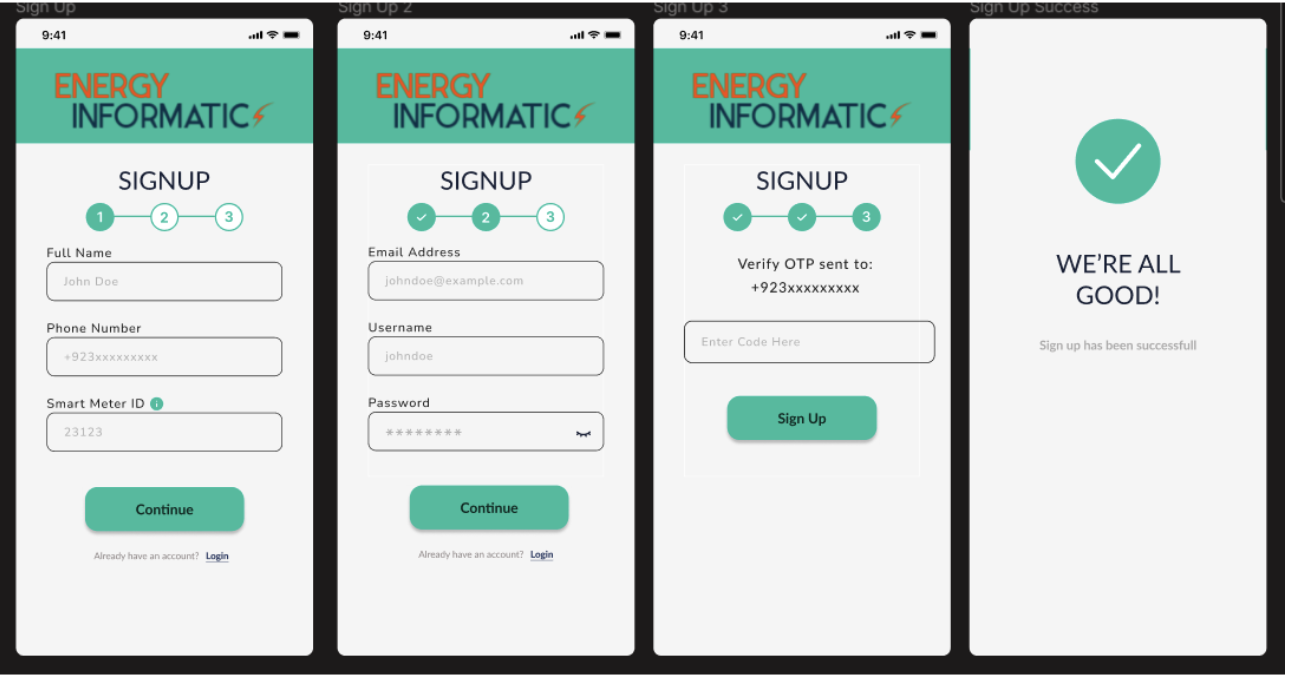 Sign Up
9:41
ENERGY
INFORMATICS
SIGNUP
1 2 3
Full Name
John Doe
Phone Number
+923xxxxxxxxx
Smart Meter ID i
23123
Continue
Already have an account? Login
Sign Up 2
9:41
ENERGY
INFORMATICS
SIGNUP
2 3
Email Address
johndoe@example.com
Username
johndoe
Password
********
Continue
Already have an account? Login
Sign Up 3
9:41
ENERGY
INFORMATICS
SIGNUP
3
Verify OTP sent to:
+923xxxxxxxxx
Enter Code Here
Sign Up
Sign Up Success
WE'RE ALL
GOOD!
Sign up has been successfull